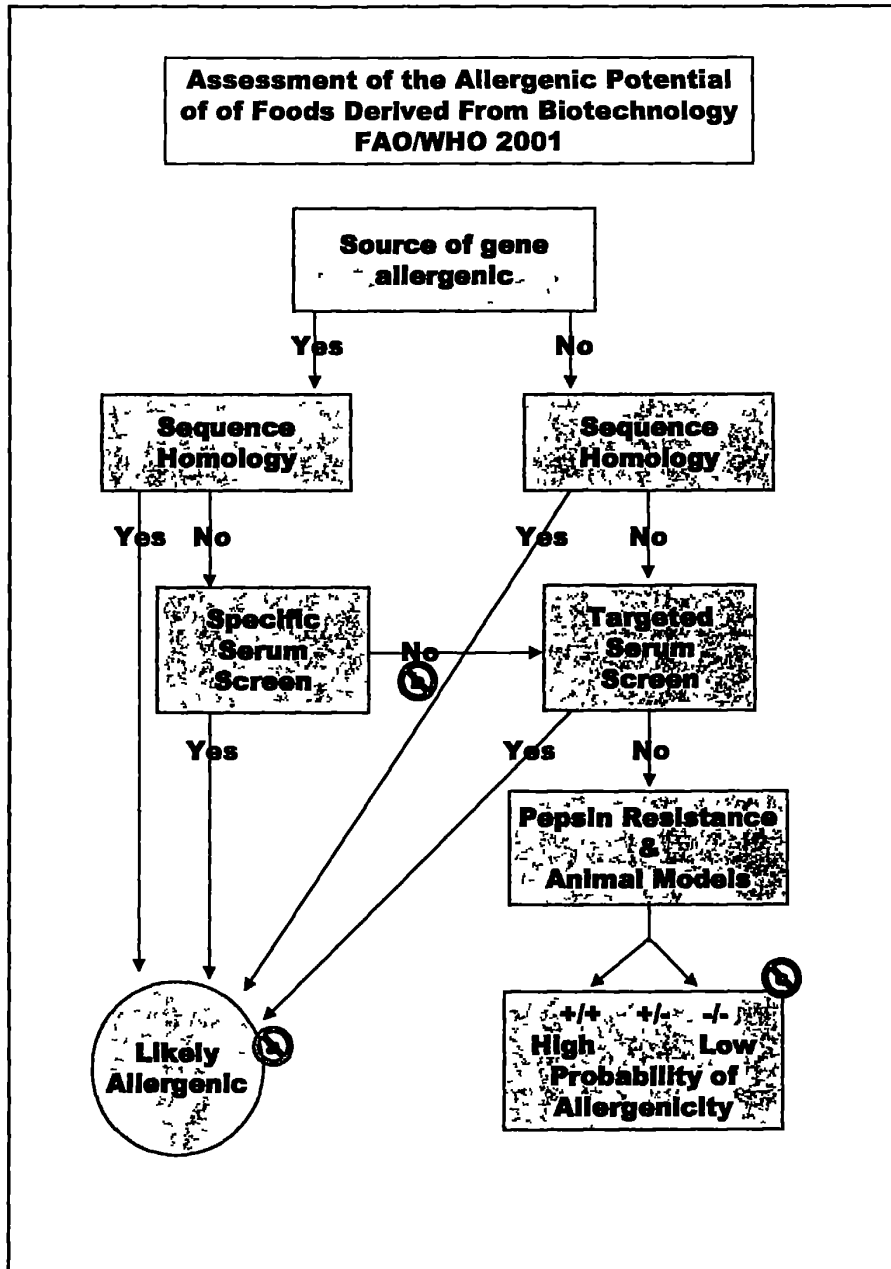 Assessment of the Allergenic Potential
of of Foods Derived From Biotechnology
FAO/WHO 2001
Source of gene
allergenic
Yes
No
Sequence
Homology
Sequence
Homology
Yes
No
Yes
No
Specific
Serum
Screen
No
Targeted
Serum
Screen
Yes
Yes
No
Pepsin Resistance
&
Animal Models
Likely
Allergenic
+/+ +/- -/-
High Low
Probability of
Allergenicity